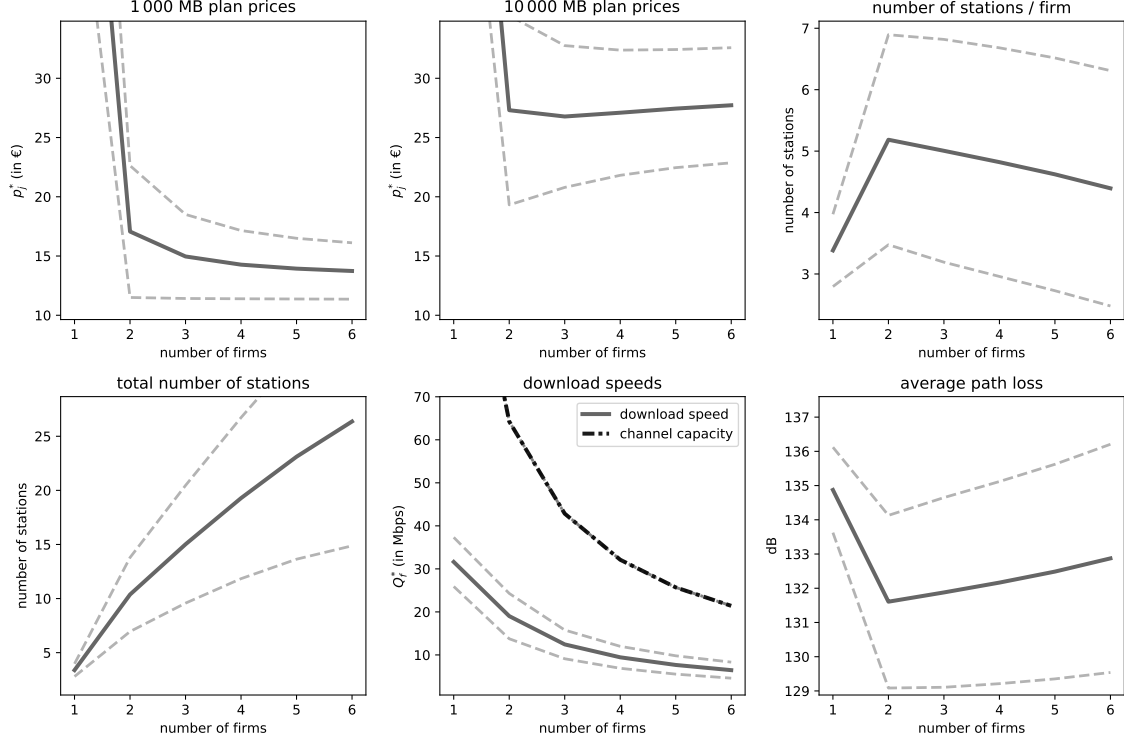 1 000 MB plan prices
30
25
20
15
10
p*j (in €)
1 2 3 4 5 6
number of firms
10 000 MB plan prices
30
25
20
15
10
p*j (in €)
1 2 3 4 5 6
number of firms
number of stations / firm
7
6
5
4
3
number of stations
1 2 3 4 5 6
number of firms
total number of stations
25
20
15
10
5
number of stations
1 2 3 4 5 6
number of firms
download speeds
70
60
50
40
30
20
10
Q*f (in Mbps)
download speed
channel capacity
1 2 3 4 5 6
number of firms
average path loss
137
136
135
134
133
132
131
130
129
dB
1 2 3 4 5 6
number of firms